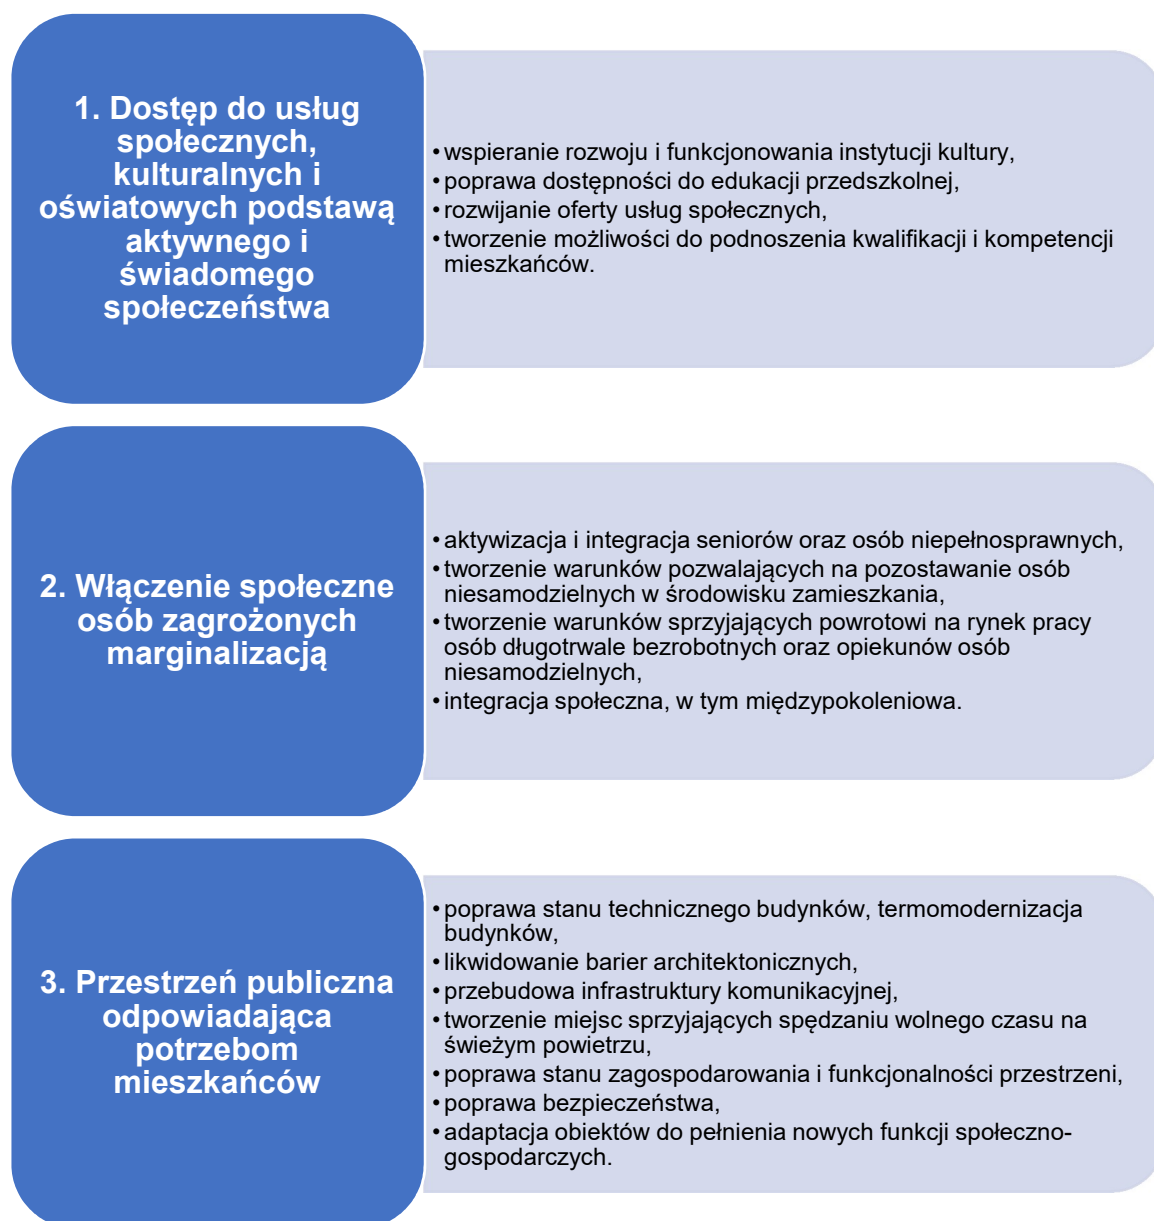 1. Dostęp do usług
społecznych,
kulturalnych i
oświatowych podstawą
aktywnego i
świadomego
społeczeństwa
• wspieranie rozwoju i funkcjonowania instytucji kultury,
• poprawa dostępności do edukacji przedszkolnej,
• rozwijanie oferty usług społecznych,
• tworzenie możliwości do podnoszenia kwalifikacji i kompetencji
mieszkańców.
2. Włączenie społeczne
osób zagrożonych
marginalizacją
• aktywizacja i integracja seniorów oraz osób niepełnosprawnych,
• tworzenie warunków pozwalających na pozostawanie osób
niesamodzielnych w środowisku zamieszkania,
• tworzenie warunków sprzyjających powrotowi na rynek pracy
osób długotrwale bezrobotnych oraz opiekunów osób
niesamodzielnych,
• integracja społeczna, w tym międzypokoleniowa.
3. Przestrzeń publiczna
odpowiadająca
potrzebom
mieszkańców
• poprawa stanu technicznego budynków, termomodernizacja
budynków,
• likwidowanie barier architektonicznych,
• przebudowa infrastruktury komunikacyjnej,
• tworzenie miejsc sprzyjających spędzaniu wolnego czasu na
świeżym powietrzu,
• poprawa stanu zagospodarowania i funkcjonalności przestrzeni,
• poprawa bezpieczeństwa,
• adaptacja obiektów do pełnienia nowych funkcji społeczno-
gospodarczych.